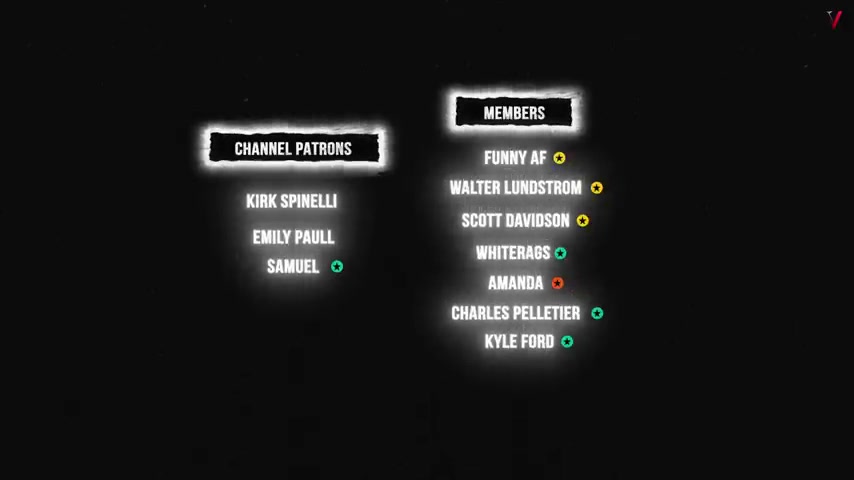 CHANNEL PATRONS
KIRK SPINELLI
EMILY PAULL
SAMUEL
MEMBERS
FUNNY AF
WALTER LUNDSTROM
SCOTT DAVIDSON
WHITERAGS
AMANDA
CHARLES PELLETIER
KYLE FORD
V